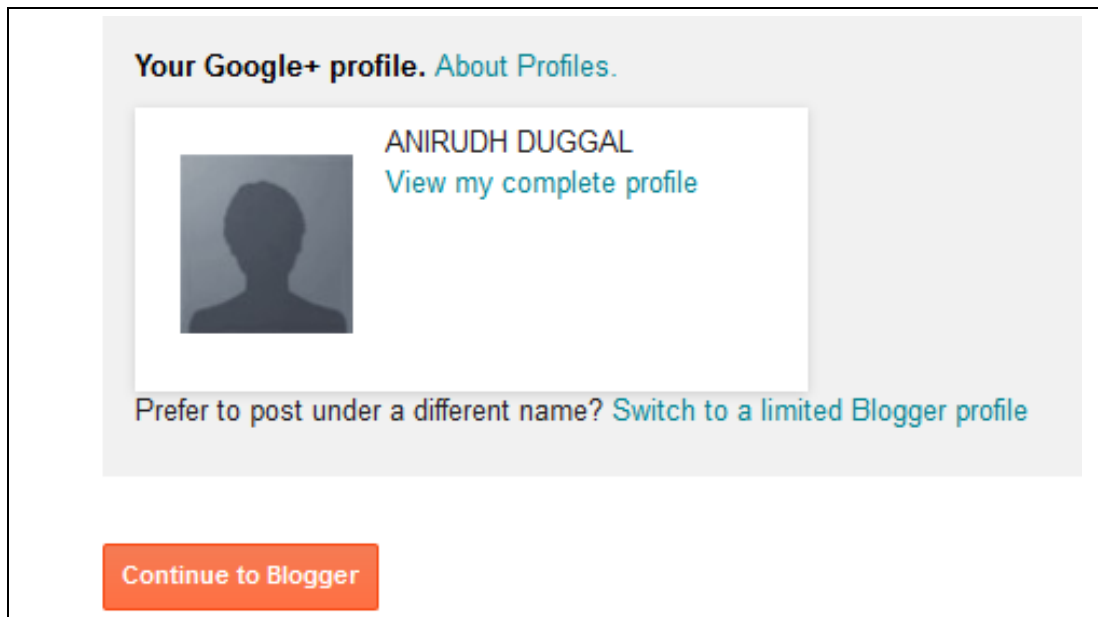 Your Google+ profile. About Profiles.
ANIRUDH DUGGAL
View my complete profile
Prefer to post under a different name? Switch to a limited Blogger profile
Continue to Blogger